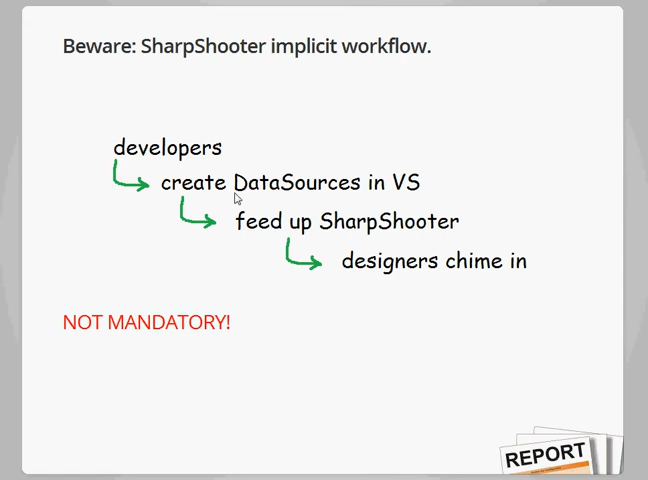 Beware: SharpShooter implicit workflow.
developers
create DataSources in VS
feed up SharpShooter
designers chime in
NOT MANDATORY!
REPORT